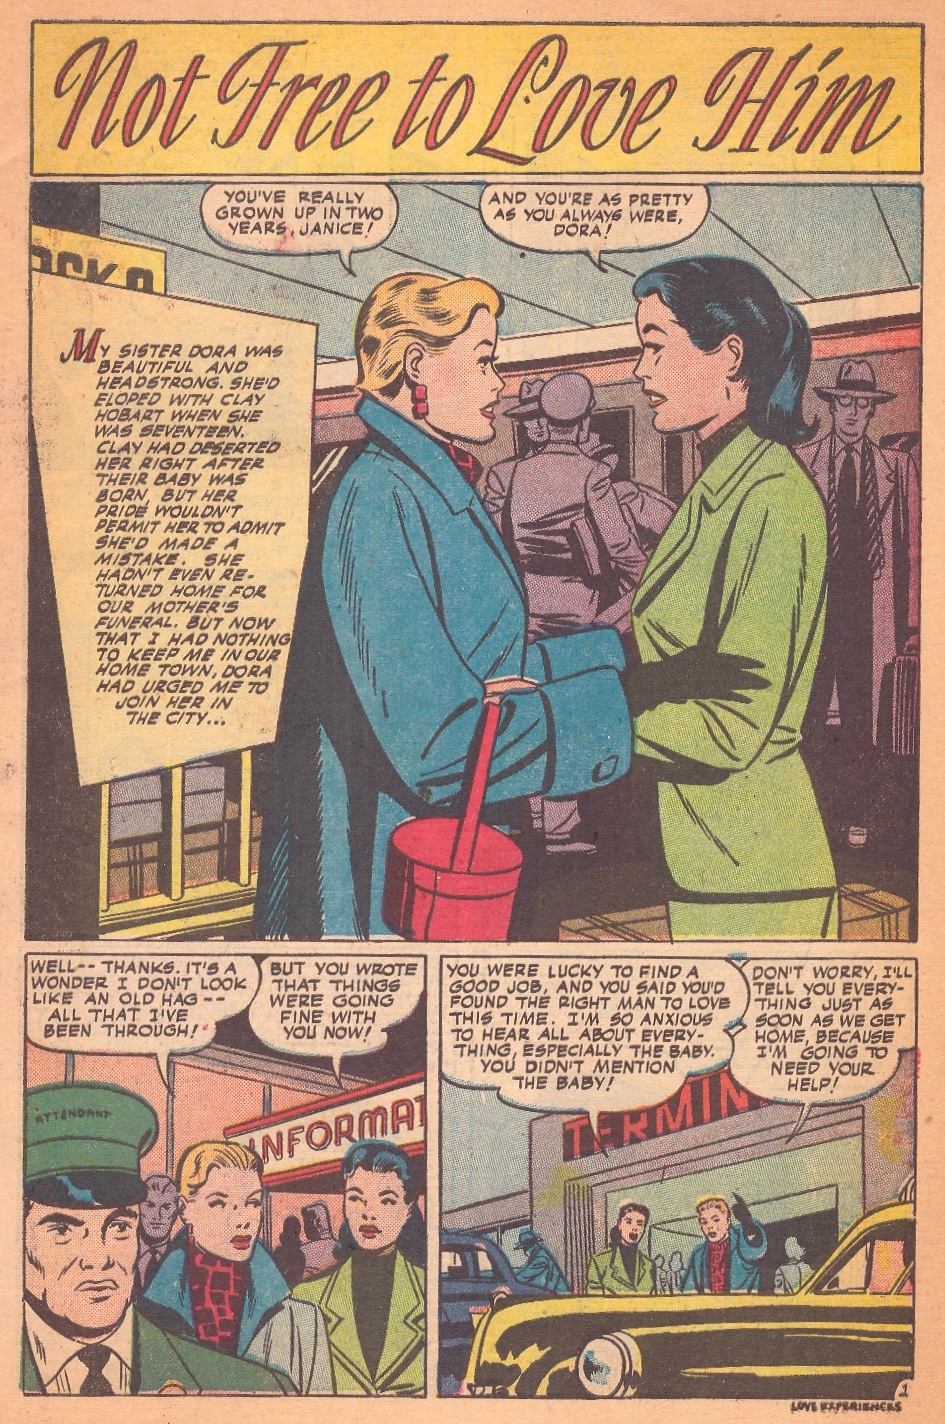 Not Free to Love Him
YOU'VE REALLY
GROWN UP IN TWO
YEARS, JANICE!
AND YOU'RE AS PRETTY
AS YOU ALWAYS WERE,
DORA!
MY SISTER DORA WAS
BEAUTIFUL AND
HEADSTRONG. SHE'D
ELOPED WITH CLAY
HOBART WHEN SHE
WAS SEVENTEEN.
CLAY HAD DESERTED
HER RIGHT AFTER
THEIR BABY WAS
BORN, BUT HER
PRIDE WOULDN'T
PERMIT HER TO ADMIT
SHE'D MADE A
MISTAKE. SHE
HADN'T EVEN RE-
TURNED HOME FOR
OUR MOTHER'S
FUNERAL. BUT NOW
THAT I HAD NOTHING
TO KEEP ME IN OUR
HOME TOWN, DORA
HAD URGED ME TO
JOIN HER IN
THE CITY...
WELL-- THANKS. IT'S A
WONDER I DON'T LOOK
LIKE AN OLD HAG--
ALL THAT I'VE
BEEN THROUGH!
BUT YOU WROTE
THAT THINGS
WERE GOING
FINE WITH
YOU NOW!
ATTENDANT
INFORMAT
YOU WERE LUCKY TO FIND A
GOOD JOB, AND YOU SAID YOU'D
FOUND THE RIGHT MAN TO LOVE
THIS TIME. I'M SO ANXIOUS
TO HEAR ALL ABOUT EVERY-
THING, ESPECIALLY THE BABY.
YOU DIDN'T MENTION
THE BABY!
DON'T WORRY, I'LL
TELL YOU EVERY-
THING JUST AS
SOON AS WE GET
HOME, BECAUSE
I'M GOING TO
NEED YOUR
HELP!
TERMIN
1
LOVE EXPERIENCES